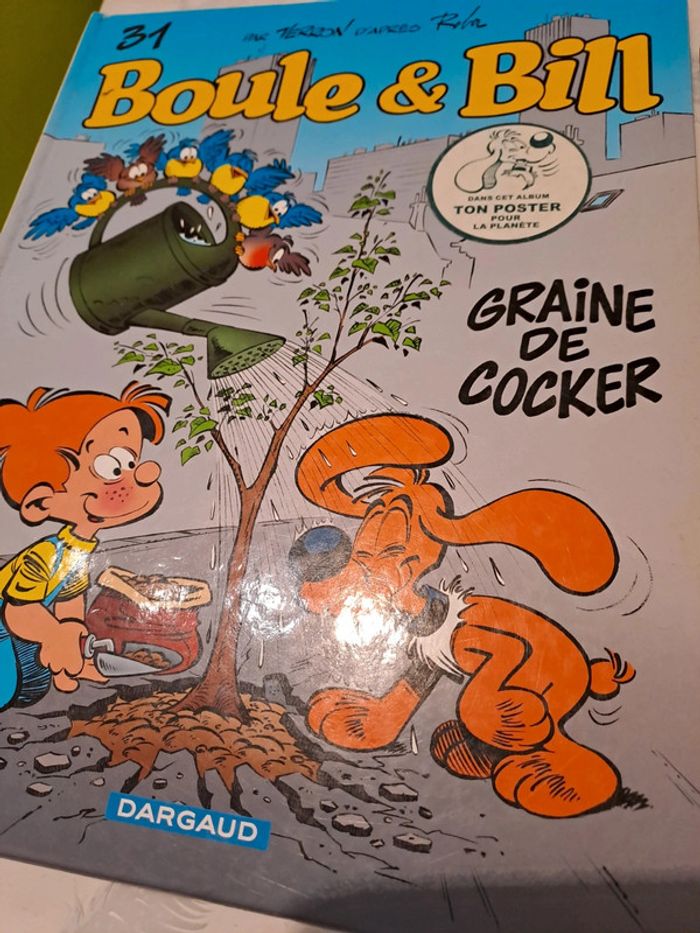 31
PAR VERRON D'APRÈS Roba
Boule & Bill
DANS CET ALBUM
TON POSTER
POUR
LA PLANÈTE
GRAINE
DE
COCKER
DARGAUD